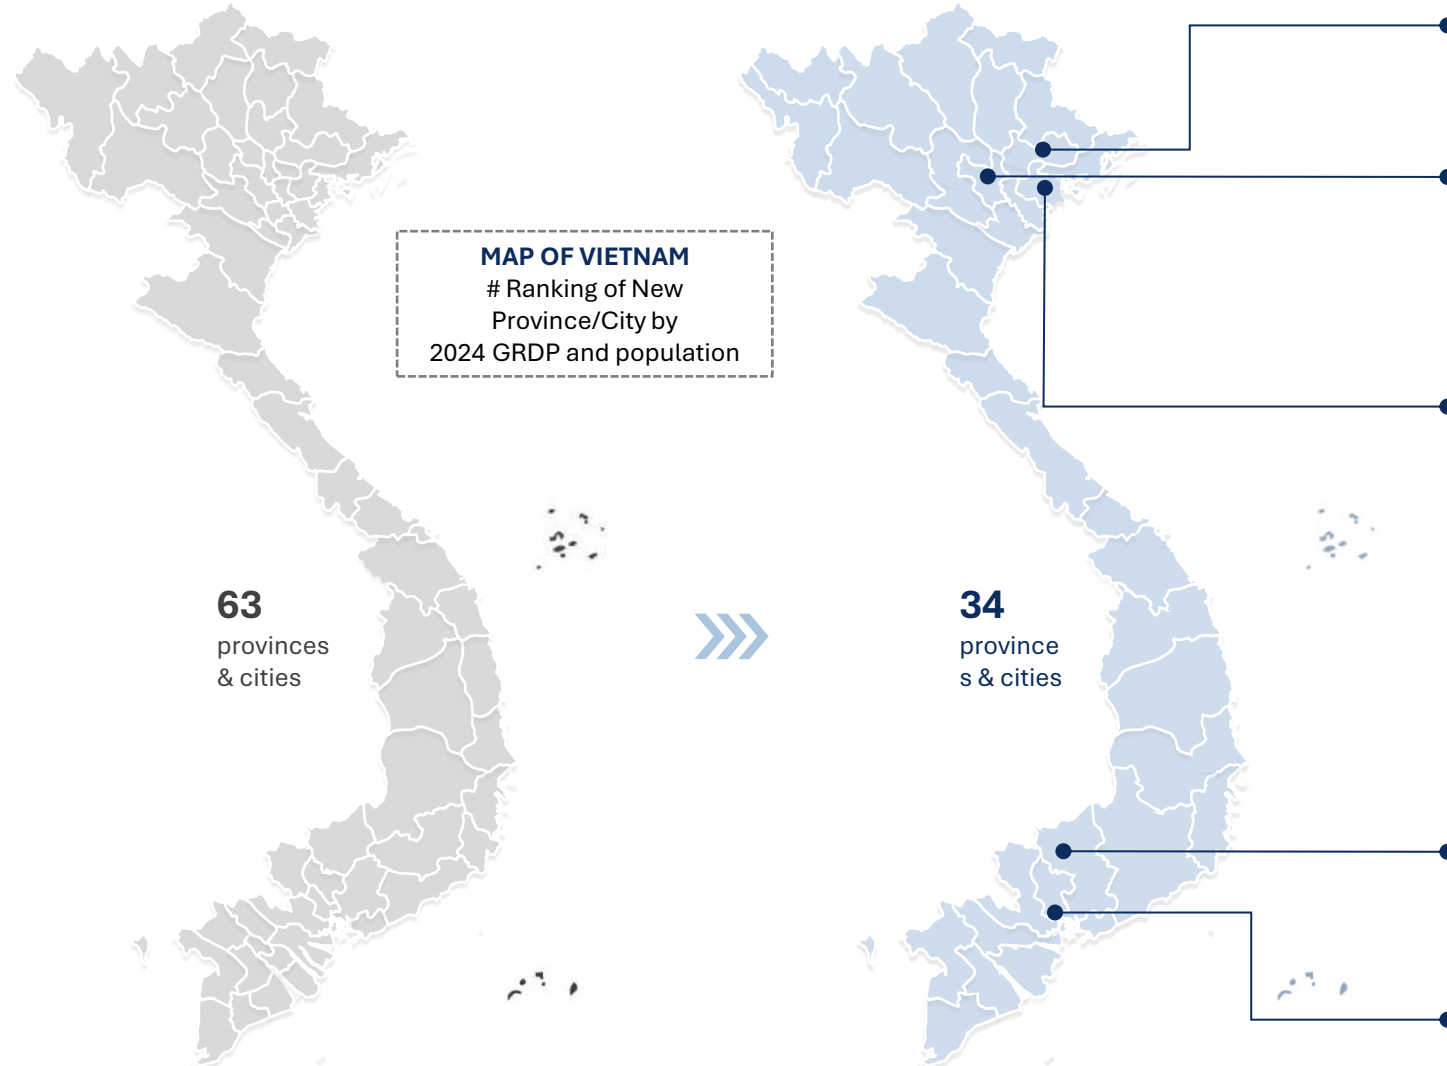 MAP OF VIETNAM
# Ranking of New
Province/City by
2024 GRDP and population
63
provinces
& cities
34
province
s & cities